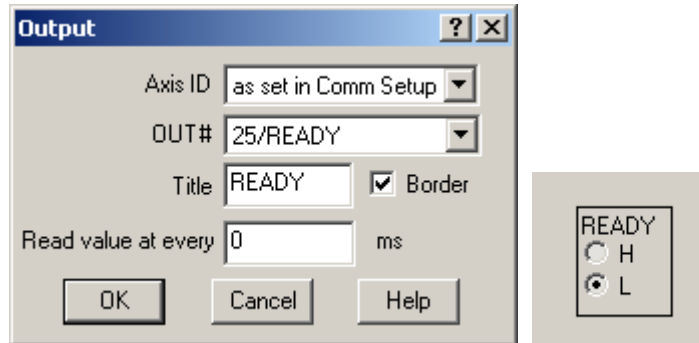 Output
Axis ID as set in Comm Setup
OUT# 25/READY
Title READY Border
Read value at every 0 ms
OK Cancel Help
READY
H
L